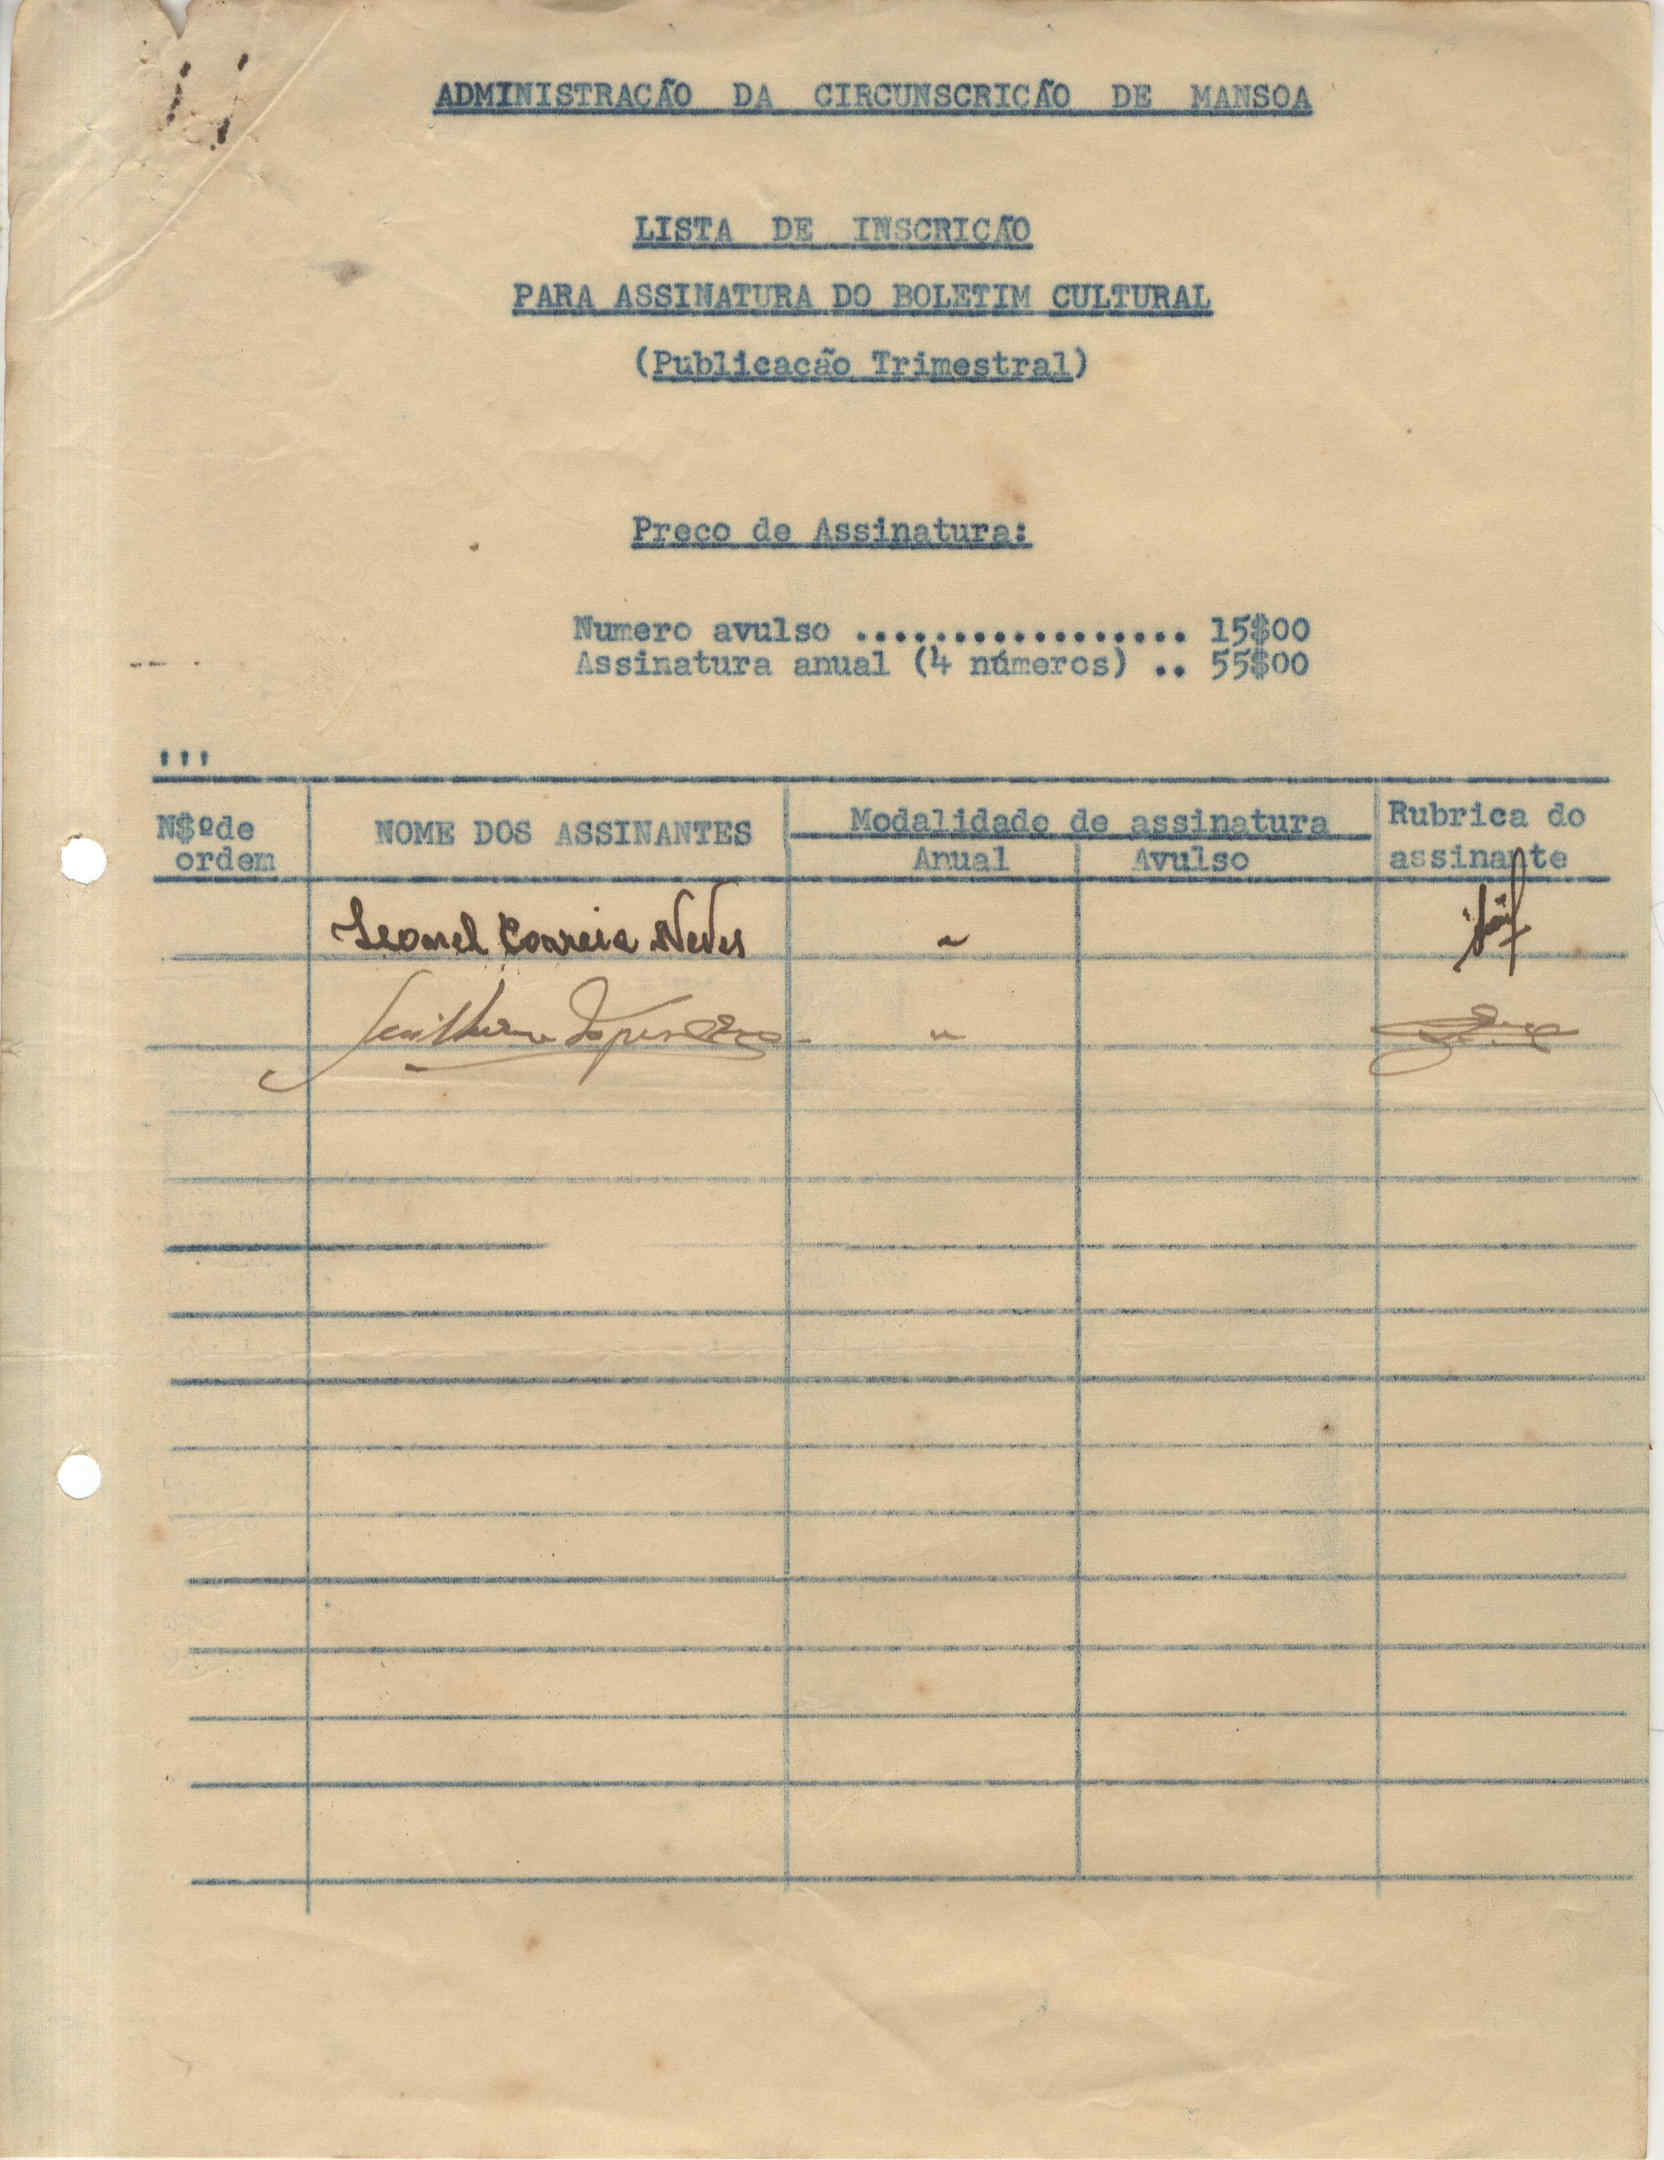 ADMINISTRAÇÃO DA CIRCUNSCRIÇÃO DE MANSOA
LISTA DE INSCRIÇÃO
PARA ASSINATURA DO BOLETIM CULTURAL
(Publicação Trimestral)
Preço de Assinatura:
Numero avulso ................. 15$00
Assinatura anual (4 números) .. 55$00
'''
N$ºde ordem NOME DOS ASSINANTES Modalidade de assinatura Anual Avulso Rubrica do assinante
Leonel Correia Neves
Guilherme Lopes